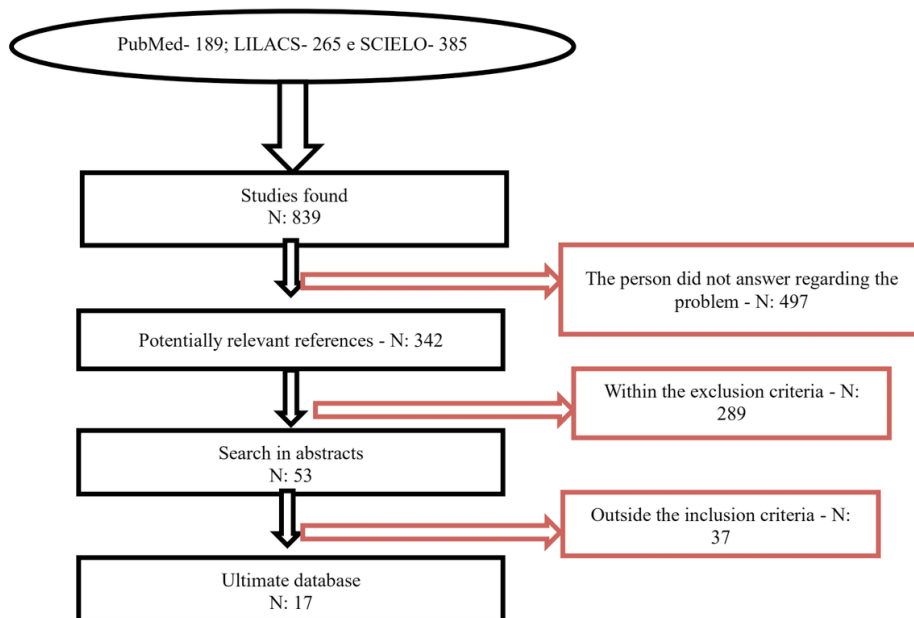 PubMed- 189; LILACS- 265 e SCIELO- 385
Studies found
N: 839
The person did not answer regarding the
problem - N: 497
Potentially relevant references - N: 342
Within the exclusion criteria - N:
289
Search in abstracts
N: 53
Outside the inclusion criteria - N:
37
Ultimate database
N: 17